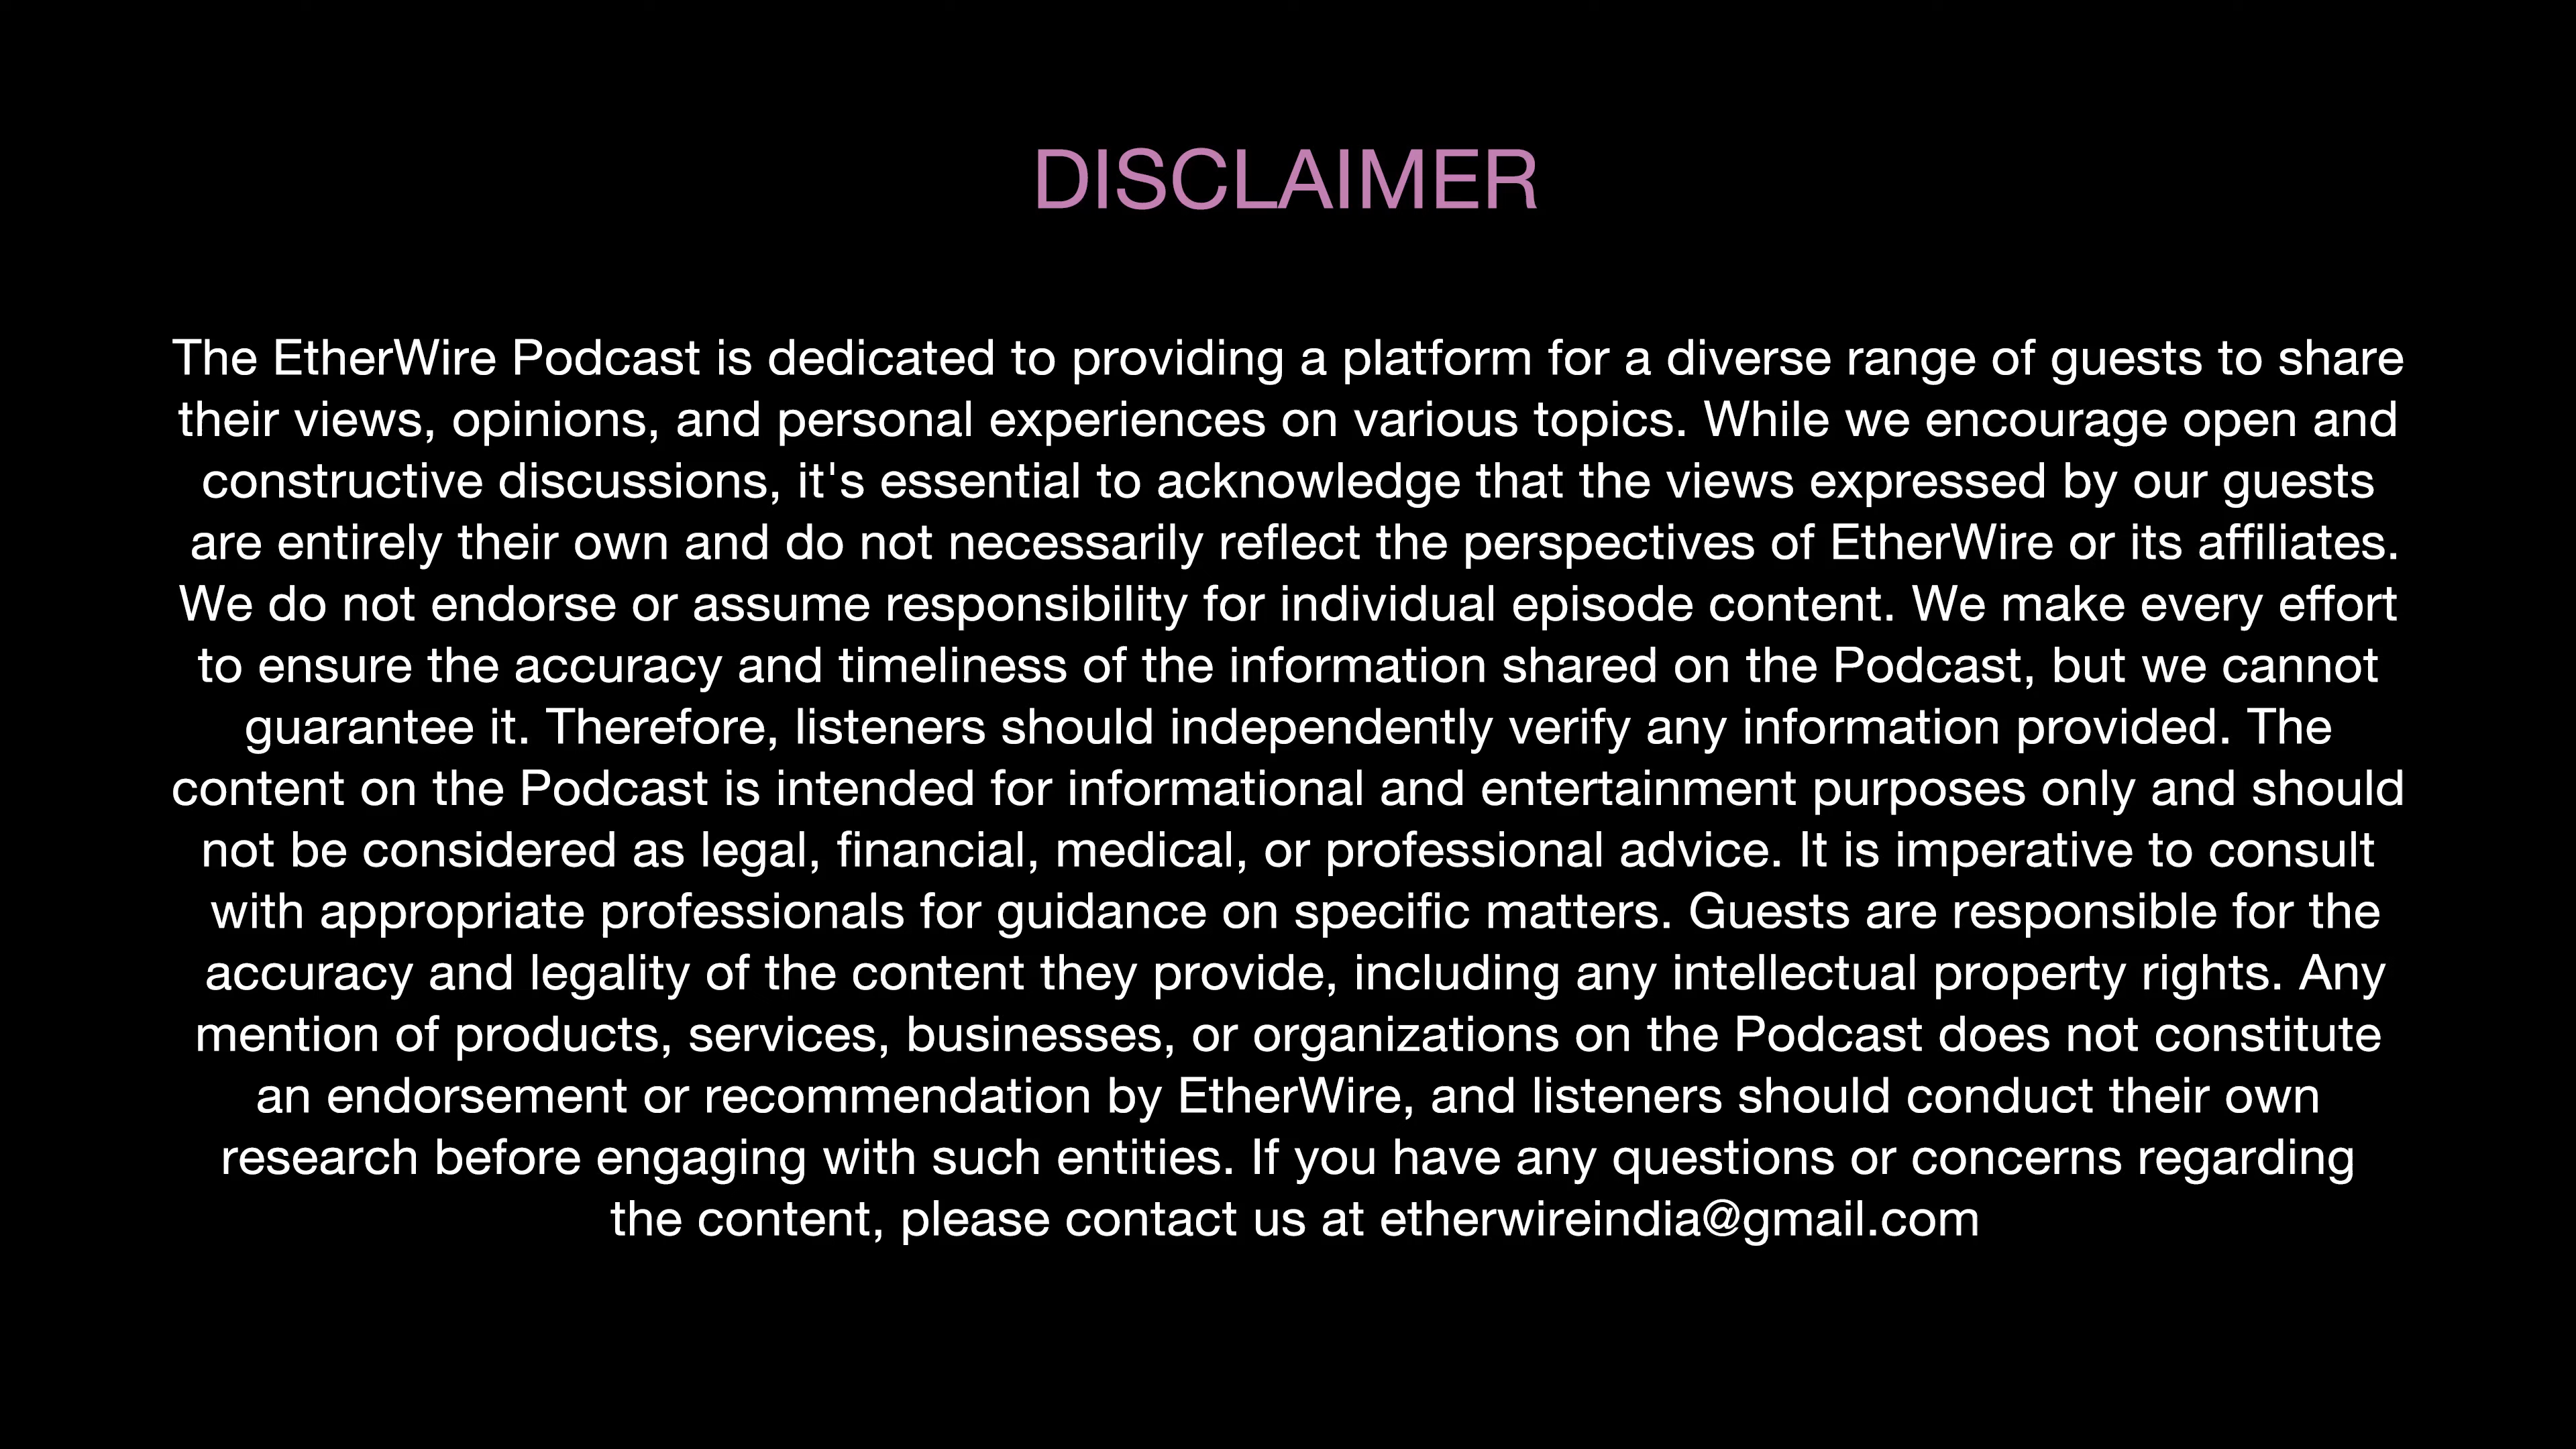 DISCLAIMER
The EtherWire Podcast is dedicated to providing a platform for a diverse range of guests to share
their views, opinions, and personal experiences on various topics. While we encourage open and
constructive discussions, it's essential to acknowledge that the views expressed by our guests
are entirely their own and do not necessarily reflect the perspectives of EtherWire or its affiliates.
We do not endorse or assume responsibility for individual episode content. We make every effort
to ensure the accuracy and timeliness of the information shared on the Podcast, but we cannot
guarantee it. Therefore, listeners should independently verify any information provided. The
content on the Podcast is intended for informational and entertainment purposes only and should
not be considered as legal, financial, medical, or professional advice. It is imperative to consult
with appropriate professionals for guidance on specific matters. Guests are responsible for the
accuracy and legality of the content they provide, including any intellectual property rights. Any
mention of products, services, businesses, or organizations on the Podcast does not constitute
an endorsement or recommendation by EtherWire, and listeners should conduct their own
research before engaging with such entities. If you have any questions or concerns regarding
the content, please contact us at etherwireindia@gmail.com